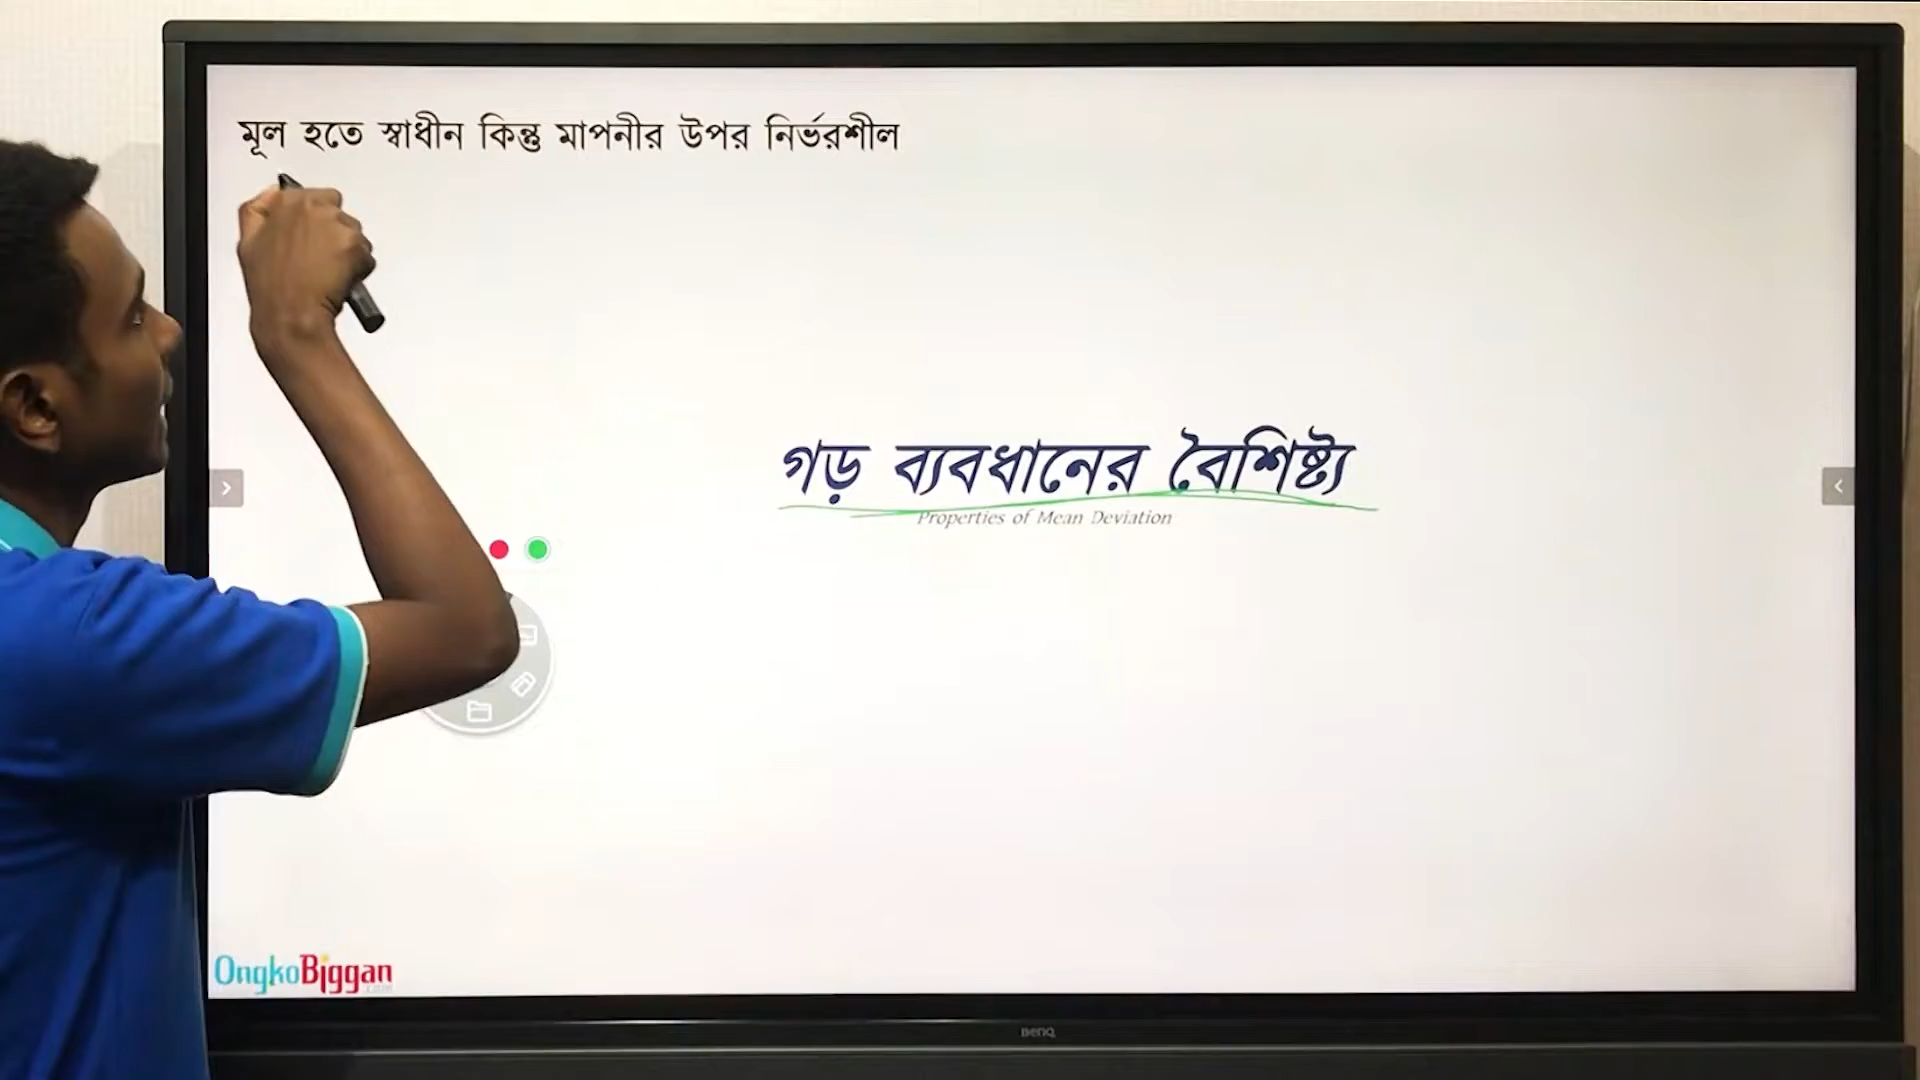 মূল হতে স্বাধীন কিন্তু মাপনীর উপর নির্ভরশীল
গড় ব্যবধানের বৈশিষ্ট্য
Properties of Mean Deviation
OngkoBiggan
BenQ